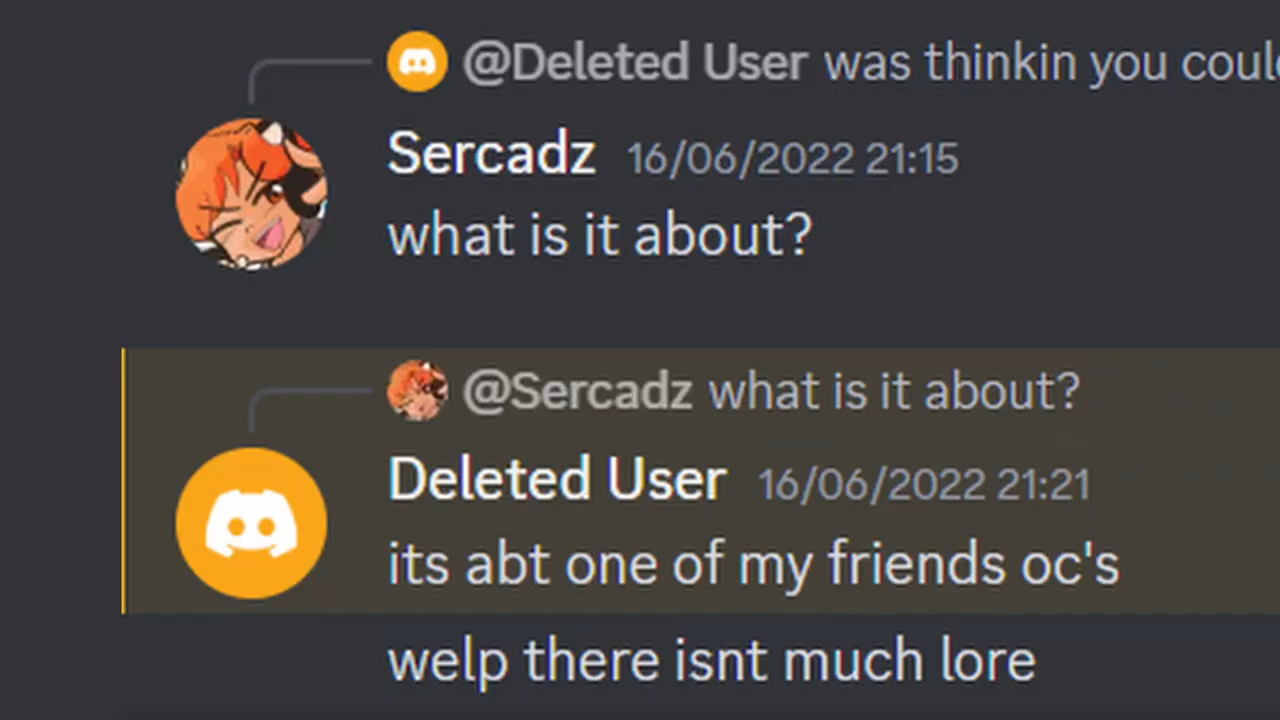 @Deleted User was thinkin you
Sercadz 16/06/2022 21:15
what is it about?
@Sercadz what is it about?
Deleted User 16/06/2022 21:21
its abt one of my friends oc's
welp there isnt much lore